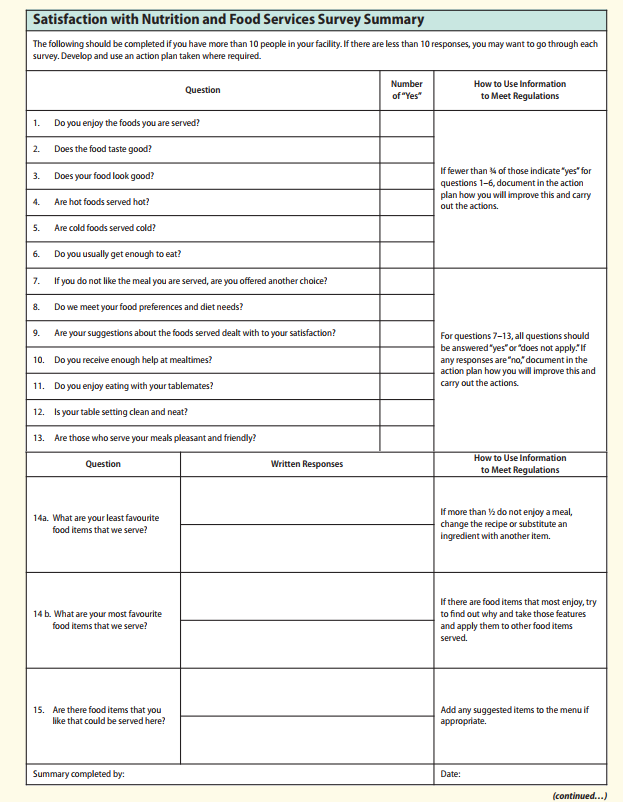 Satisfaction with Nutrition and Food Services Survey Summary
The following should be completed if you have more than 10 people in your facility. If there are less than 10 responses, you may want to go through each
survey. Develop and use an action plan taken where required.
Question
Number
of “Yes”
How to Use Information
to Meet Regulations
1. Do you enjoy the foods you are served?
2. Does the food taste good?
3. Does your food look good?
4. Are hot foods served hot?
5. Are cold foods served cold?
6. Do you usually get enough to eat?
If fewer than ¾ of those indicate “yes” for
questions 1–6, document in the action
plan how you will improve this and carry
out the actions.
7. If you do not like the meal you are served, are you offered another choice?
8. Do we meet your food preferences and diet needs?
9. Are your suggestions about the foods served dealt with to your satisfaction?
10. Do you receive enough help at mealtimes?
11. Do you enjoy eating with your tablemates?
12. Is your table setting clean and neat?
13. Are those who serve your meals pleasant and friendly?
For questions 7–13, all questions should
be answered “yes” or “does not apply.” If
any responses are “no,” document in the
action plan how you will improve this and
carry out the actions.
Question
Written Responses
How to Use Information
to Meet Regulations
14a. What are your least favourite
food items that we serve?
If more than ½ do not enjoy a meal,
change the recipe or substitute an
ingredient with another item.
14 b. What are your most favourite
food items that we serve?
If there are food items that most enjoy, try
to find out why and take those features
and apply them to other food items
served.
15. Are there food items that you
like that could be served here?
Add any suggested items to the menu if
appropriate.
Summary completed by:
Date:
(continued...)